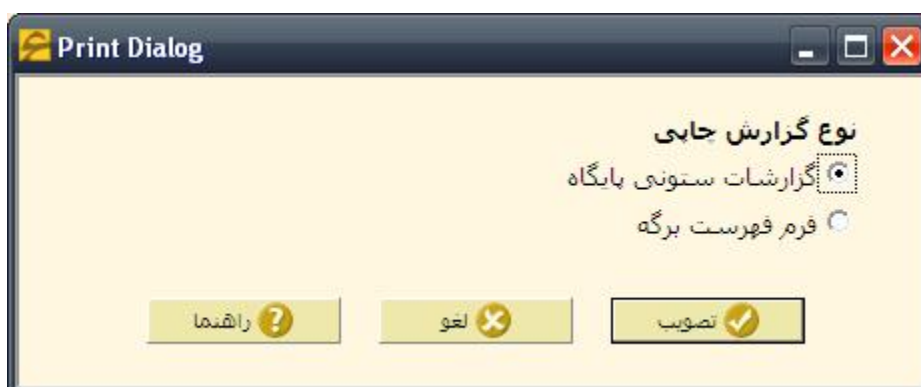 Print Dialog
نوع گزارش چاپی
گزارشات ستونی پایگاه
فرم فهرست برگه
تصویب لغو راهنما